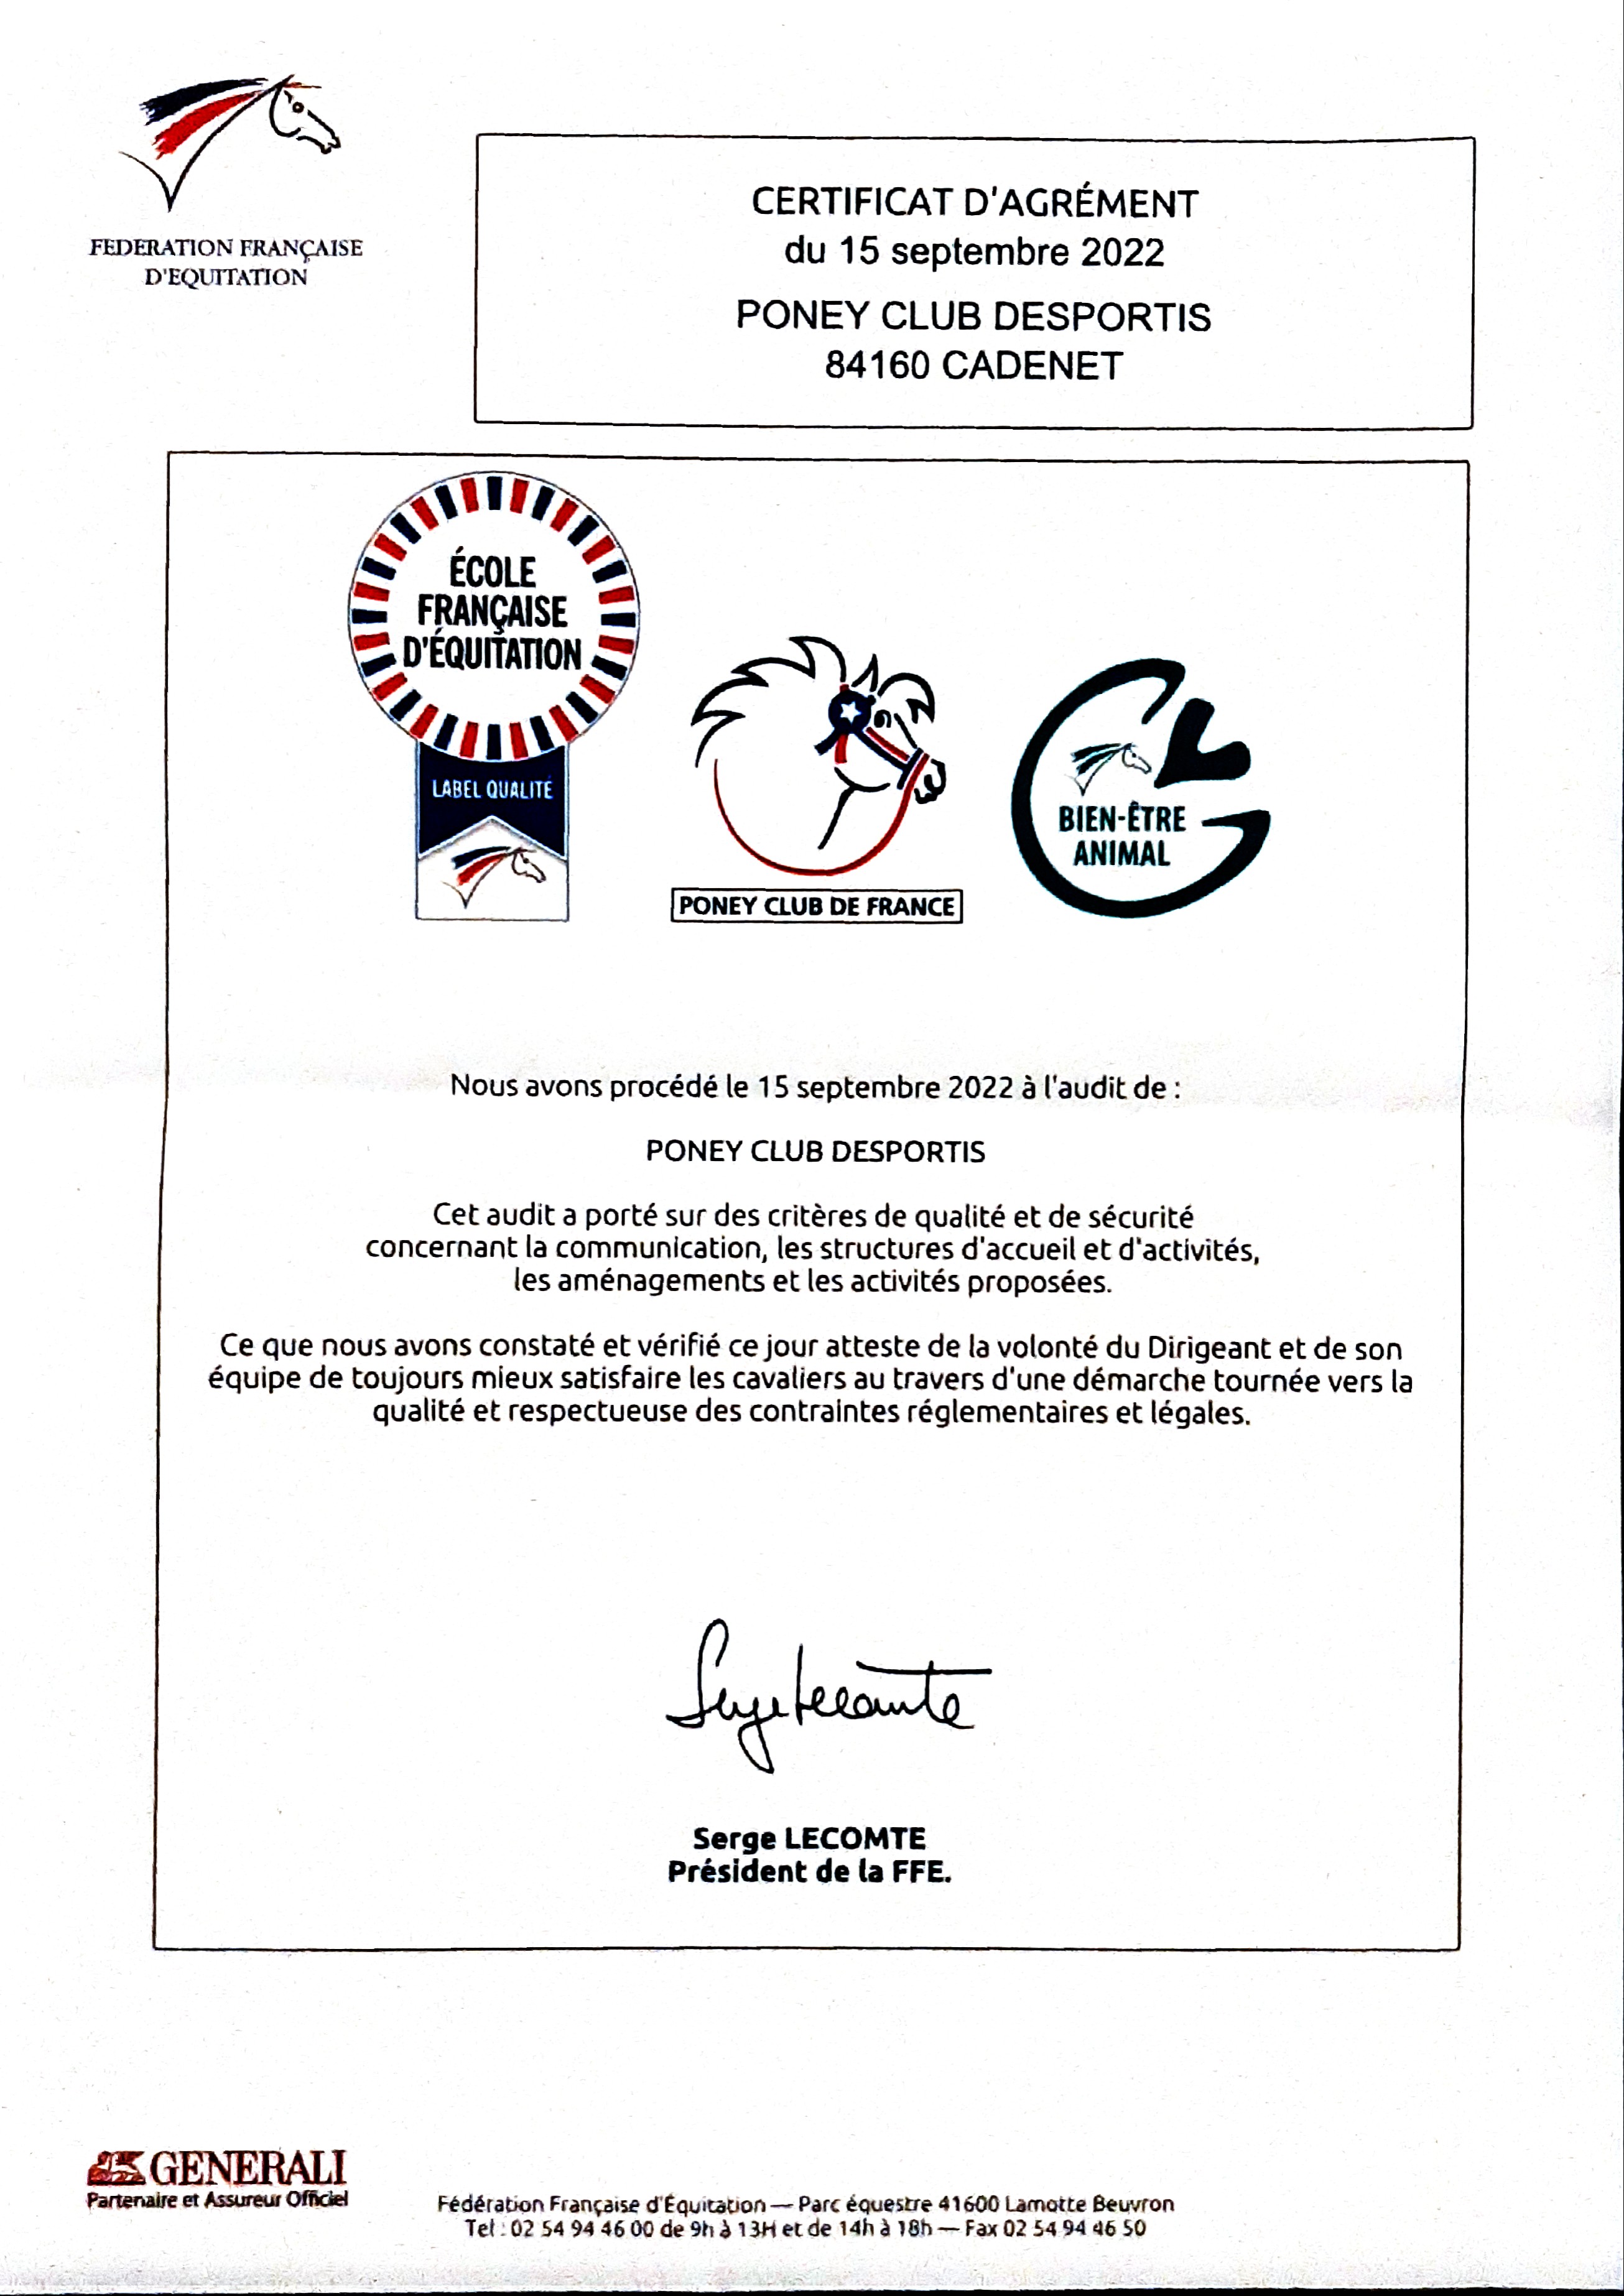 FEDERATION FRANÇAISE
D'EQUITATION
CERTIFICAT D'AGRÉMENT
du 15 septembre 2022
PONEY CLUB DESPORTIS
84160 CADENET
ÉCOLE
FRANÇAISE
D'ÉQUITATION
LABEL QUALITÉ
PONEY CLUB DE FRANCE
BIEN-ÊTRE
ANIMAL
Nous avons procédé le 15 septembre 2022 à l'audit de :
PONEY CLUB DESPORTIS
Cet audit a porté sur des critères de qualité et de sécurité
concernant la communication, les structures d'accueil et d'activités,
les aménagements et les activités proposées.
Ce que nous avons constaté et vérifié ce jour atteste de la volonté du Dirigeant et de son
équipe de toujours mieux satisfaire les cavaliers au travers d'une démarche tournée vers la
qualité et respectueuse des contraintes réglementaires et légales.
Serge Lecomte
Serge LECOMTE
Président de la FFE.
GENERALI
Partenaire et Assureur Officiel
Fédération Française d'Équitation — Parc équestre 41600 Lamotte Beuvron
Tel : 02 54 94 46 00 de 9h à 13H et de 14h à 18h — Fax 02 54 94 46 50